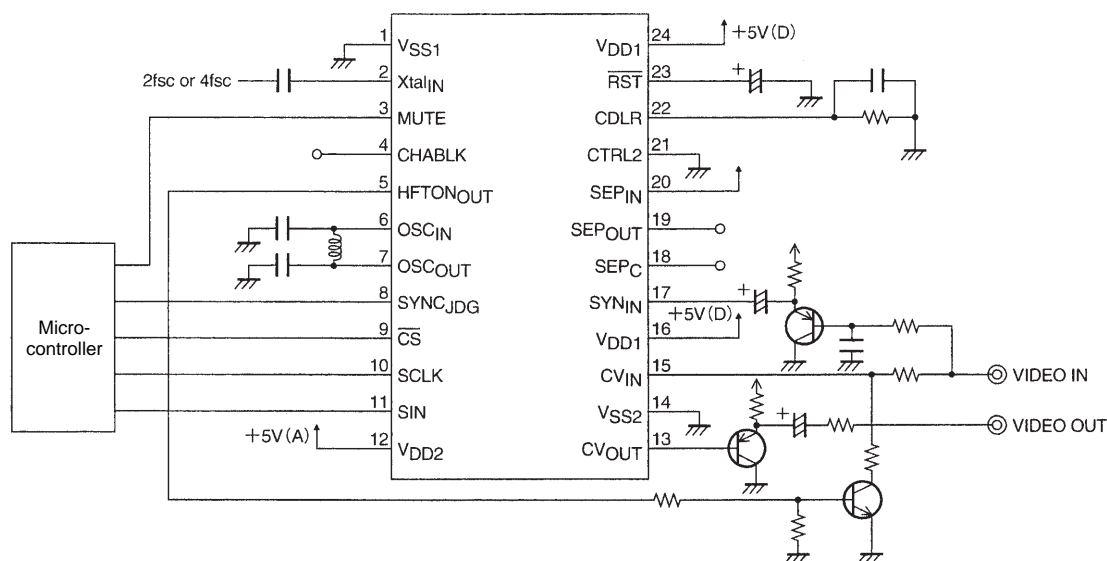 1 VSS1
2fsc or 4fsc 2 XtalIN
3 MUTE
4 CHABLK
5 HFTONOUT
6 OSCIN
7 OSCOUT
8 SYNCJDG
9 CS
10 SCLK
11 SIN
+5V(A) 12 VDD2
Micro-
controller
VDD1 24 +5V(D)
RST 23 +
CDLR 22
CTRL2 21
SEPIN 20
SEPOUT 19
SEPC 18
SYNIN 17 +
VDD1 16 +5V(D)
CVIN 15 VIDEO IN
VSS2 14
CVOUT 13 + VIDEO OUT